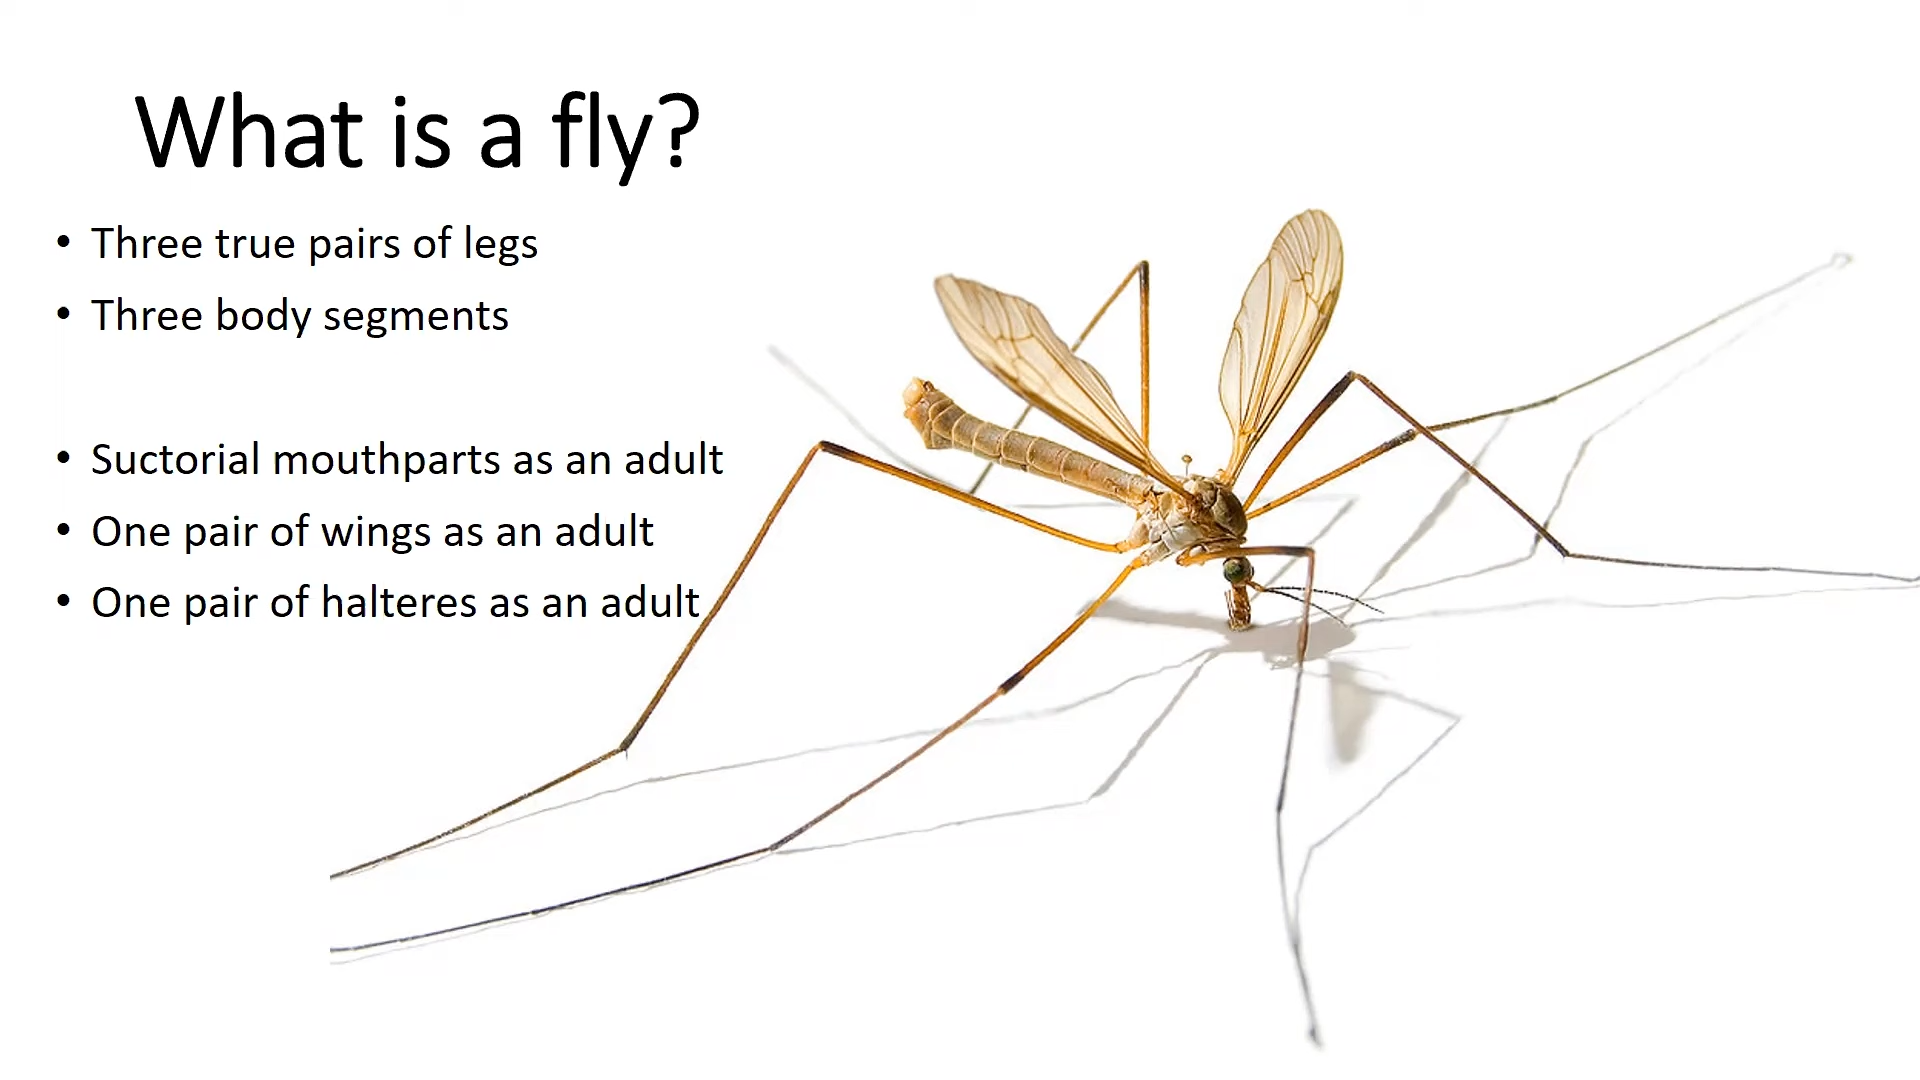 What is a fly?
• Three true pairs of legs
• Three body segments
• Suctorial mouthparts as an adult
• One pair of wings as an adult
• One pair of halteres as an adult